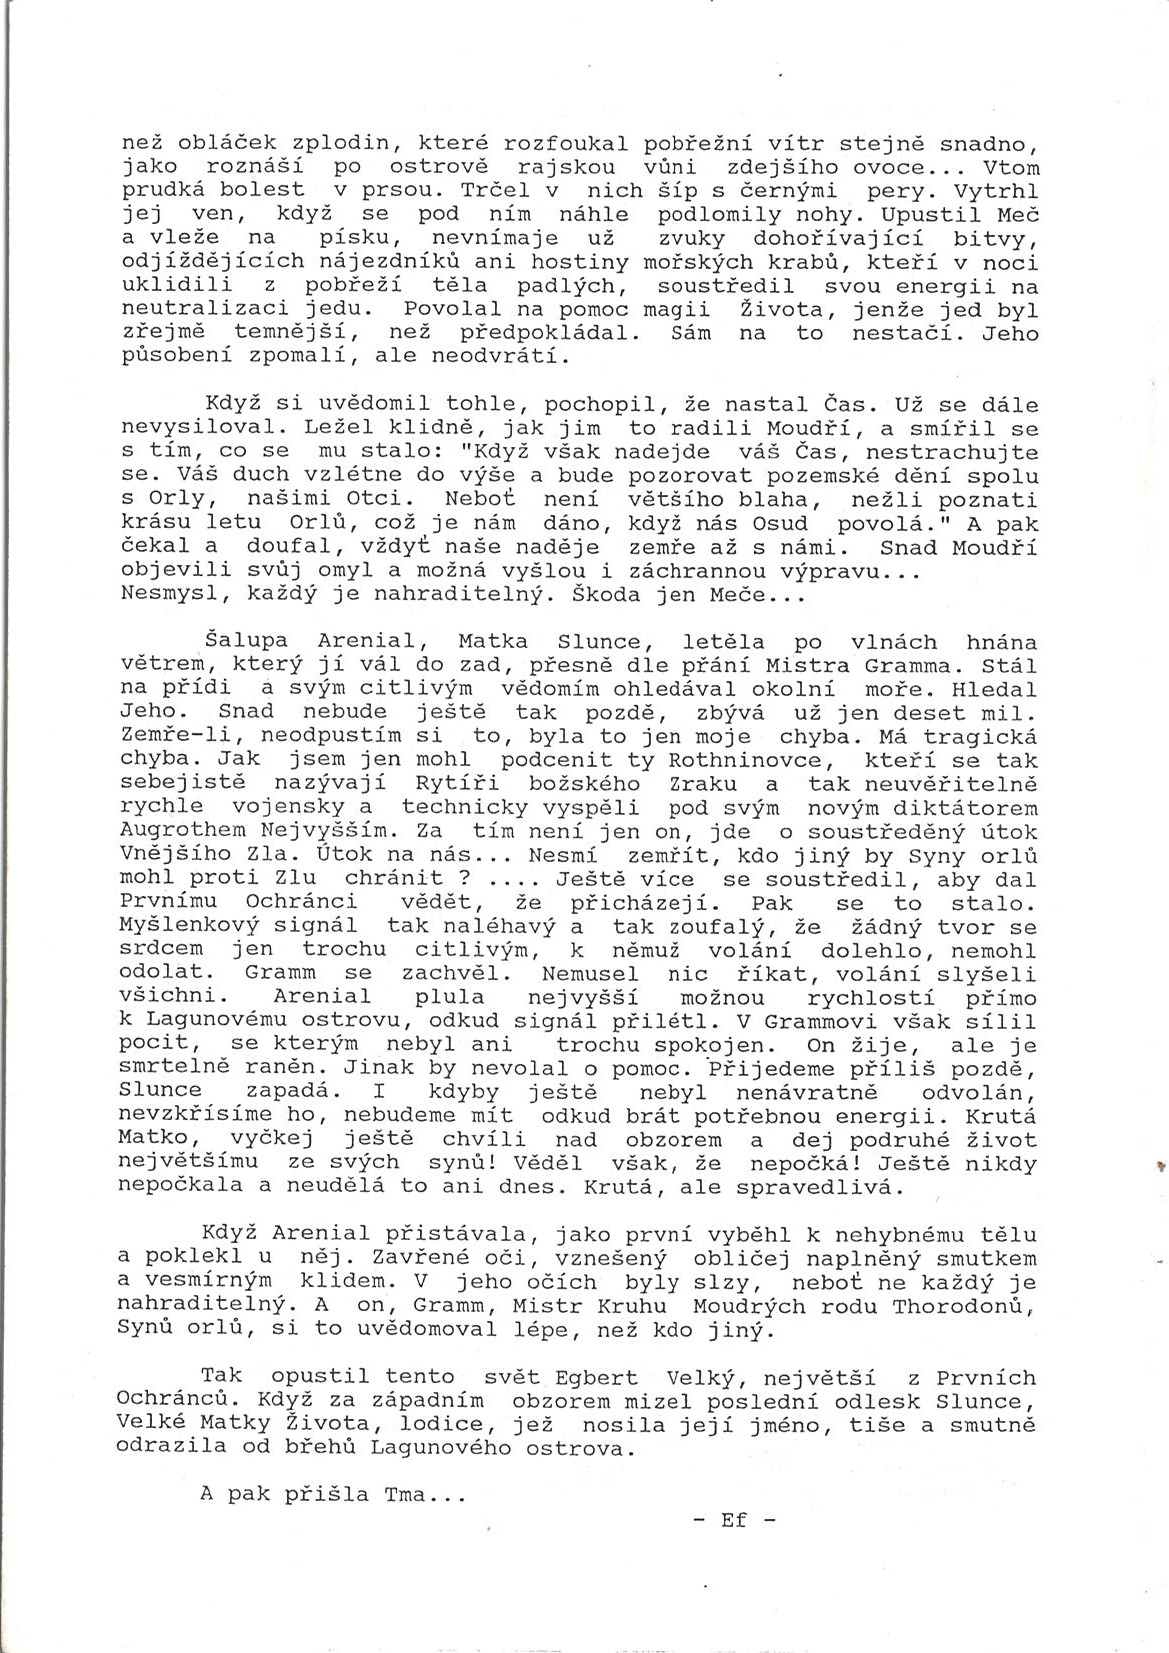 než obláček zplodin, které rozfoukal pobřežní vítr stejně snadno,
jako roznáší po ostrově rajskou vůni zdejšího ovoce... Vtom
prudká bolest v prsou. Trčel v nich šíp s černými pery. Vytrhl
jej ven, když se pod ním náhle podlomily nohy. Upustil Meč
a vleže na písku, nevnímaje už zvuky dohořívající bitvy,
odjíždějících nájezdníků ani hostiny mořských krabů, kteří v noci
uklidili z pobřeží těla padlých, soustředil svou energii na
neutralizaci jedu. Povolal na pomoc magii Života, jenže jed byl
zřejmě temnější, než předpokládal. Sám na to nestačí. Jeho
působení zpomalí, ale neodvrátí.
Když si uvědomil tohle, pochopil, že nastal Čas. Už se dále
nevysiloval. Ležel klidně, jak jim to radili Moudří, a smířil se
s tím, co se mu stalo: "Když však nadejde váš Čas, nestrachujte
se. Váš duch vzlétne do výše a bude pozorovat pozemské dění spolu
s Orly, našimi Otci. Neboť není většího blaha, nežli poznati
krásu letu Orlů, což je nám dáno, když nás Osud povolá." A pak
čekal a doufal, vždyť naše naděje zemře až s námi. Snad Moudří
objevili svůj omyl a možná vyšlou i záchrannou výpravu...
Nesmysl, každý je nahraditelný. Škoda jen Meče...
Šalupa Arenial, Matka Slunce, letěla po vlnách hnána
větrem, který jí vál do zad, přesně dle přání Mistra Gramma. Stál
na přídi a svým citlivým vědomím ohledával okolní moře. Hledal
Jeho. Snad nebude ještě tak pozdě, zbývá už jen deset mil.
Zemře-li, neodpustím si to, byla to jen moje chyba. Má tragická
chyba. Jak jsem jen mohl podcenit ty Rothninovce, kteří se tak
sebejistě nazývají Rytíři božského Zraku a tak neuvěřitelně
rychle vojensky a technicky vyspěli pod svým novým diktátorem
Augrothem Nejvyšším. Za tím není jen on, jde o soustředěný útok
Vnějšího Zla. Útok na nás... Nesmí zemřít, kdo jiný by Syny orlů
mohl proti Zlu chránit ? .... Ještě více se soustředil, aby dal
Prvnímu Ochránci vědět, že přicházejí. Pak se to stalo.
Myšlenkový signál tak naléhavý a tak zoufalý, že žádný tvor se
srdcem jen trochu citlivým, k němuž volání dolehlo, nemohl
odolat. Gramm se zachvěl. Nemusel nic říkat, volání slyšeli
všichni. Arenial plula nejvyšší možnou rychlostí přímo
k Lagunovému ostrovu, odkud signál přilétl. V Grammovi však sílil
pocit, se kterým nebyl ani trochu spokojen. On žije, ale je
smrtelně raněn. Jinak by nevolal o pomoc. Přijedeme příliš pozdě,
Slunce zapadá. I kdyby ještě nebyl nenávratně odvolán,
nevzkřísíme ho, nebudeme mít odkud brát potřebnou energii. Krutá
Matko, vyčkej ještě chvíli nad obzorem a dej podruhé život
největšímu ze svých synů! Věděl však, že nepočká! Ještě nikdy
nepočkala a neudělá to ani dnes. Krutá, ale spravedlivá.
Když Arenial přistávala, jako první vyběhl k nehybnému tělu
a poklekl u něj. Zavřené oči, vznešený obličej naplněný smutkem
a vesmírným klidem. V jeho očích byly slzy, neboť ne každý je
nahraditelný. A on, Gramm, Mistr Kruhu Moudrých rodu Thorodonů,
Synů orlů, si to uvědomoval lépe, než kdo jiný.
Tak opustil tento svět Egbert Velký, největší z Prvních
Ochránců. Když za západním obzorem mizel poslední odlesk Slunce,
Velké Matky Života, lodice, jež nosila její jméno, tiše a smutně
odrazila od břehů Lagunového ostrova.
A pak přišla Tma...
- Ef -